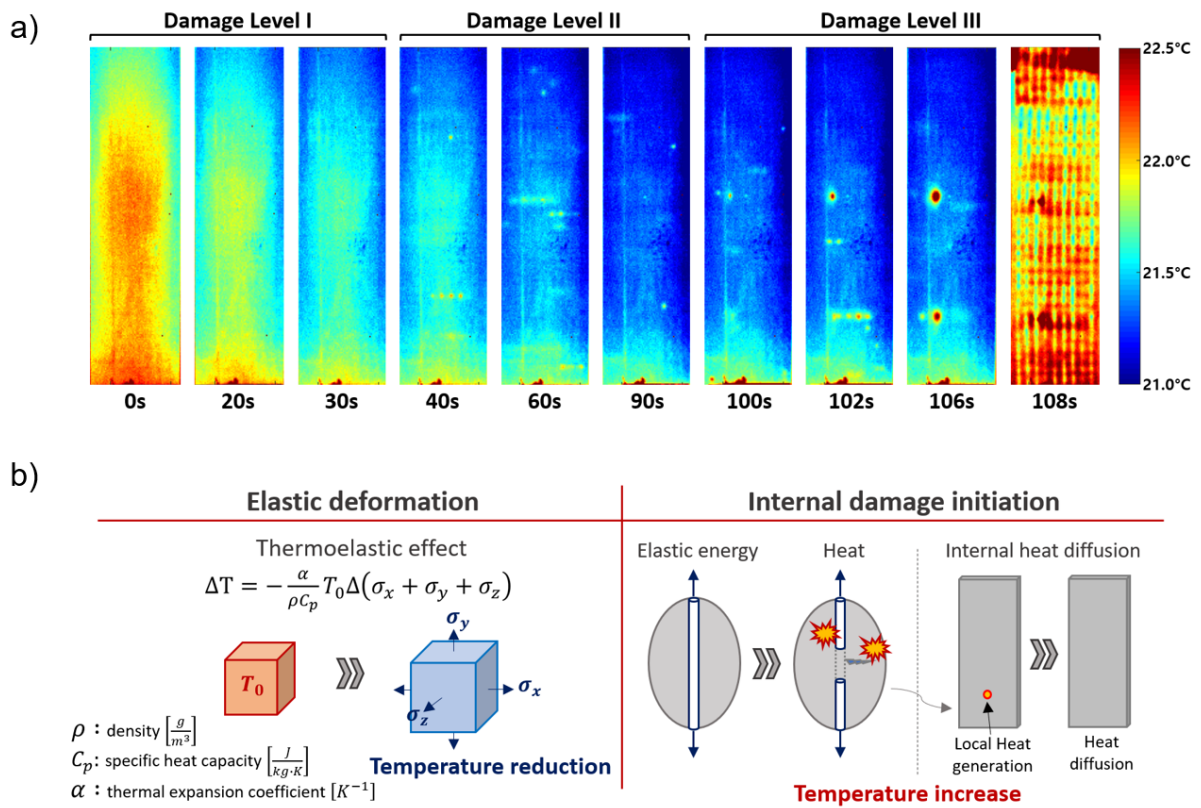 a)
Damage Level I
Damage Level II
Damage Level III
22.5°C
22.0°C
21.5°C
21.0°C
0s
20s
30s
40s
60s
90s
100s
102s
106s
108s
b)
Elastic deformation
Thermoelastic effect
ΔT = − α/(ρC_p) T_0 Δ(σ_x + σ_y + σ_z)
T_0
σ_y
σ_x
σ_z
ρ : density [g/m³]
C_p: specific heat capacity [J/(kg·K)]
α : thermal expansion coefficient [K⁻¹]
Temperature reduction
Internal damage initiation
Elastic energy
Heat
Internal heat diffusion
Local Heat
generation
Heat
diffusion
Temperature increase